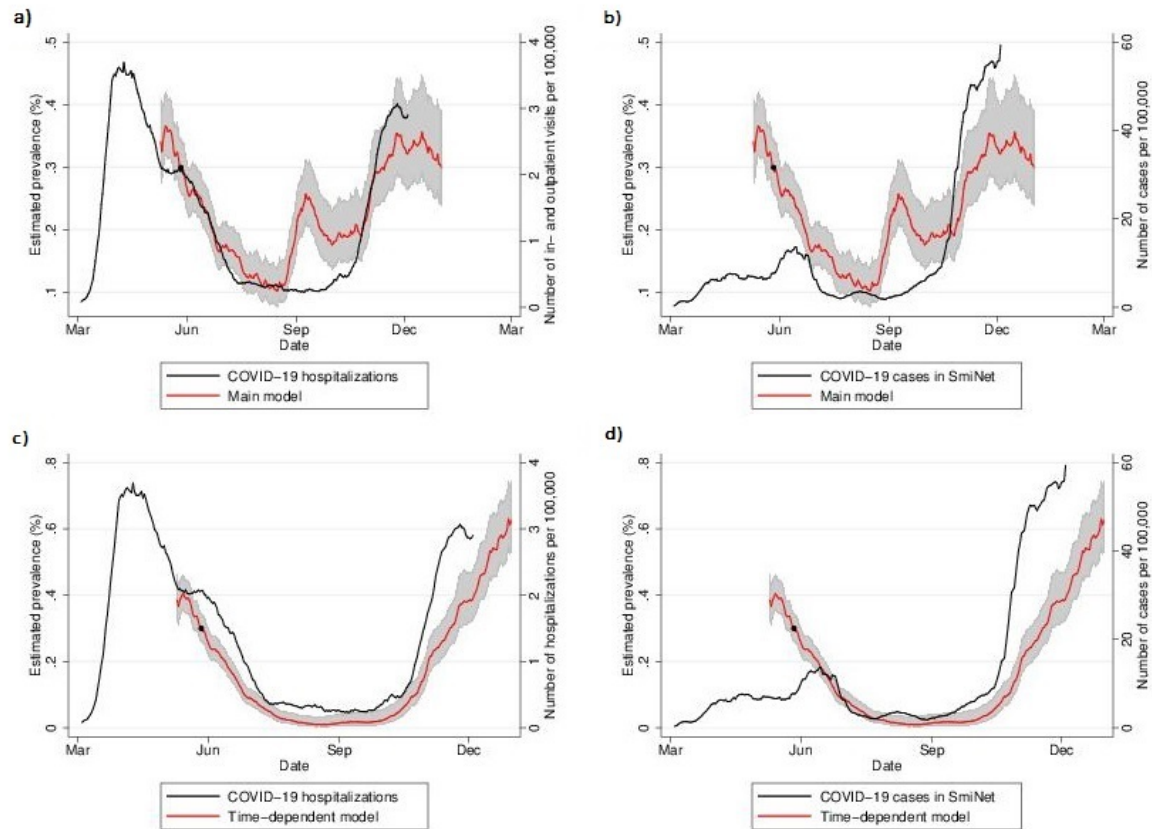 a)
Estimated prevalence (%)
.1 .2 .3 .4 .5
Number of in- and outpatient visits per 100,000
0 1 2 3 4
Mar Jun Sep Dec Mar
Date
COVID-19 hospitalizations
Main model
b)
Estimated prevalence (%)
.1 .2 .3 .4 .5
Number of cases per 100,000
0 20 40 60
Mar Jun Sep Dec Mar
Date
COVID-19 cases in SmiNet
Main model
c)
Estimated prevalence (%)
0 .2 .4 .6 .8
Number of hospitalizations per 100,000
0 1 2 3 4
Mar Jun Sep Dec
Date
COVID-19 hospitalizations
Time-dependent model
d)
Estimated prevalence (%)
0 .2 .4 .6 .8
Number of cases per 100,000
0 20 40 60
Mar Jun Sep Dec
Date
COVID-19 cases in SmiNet
Time-dependent model